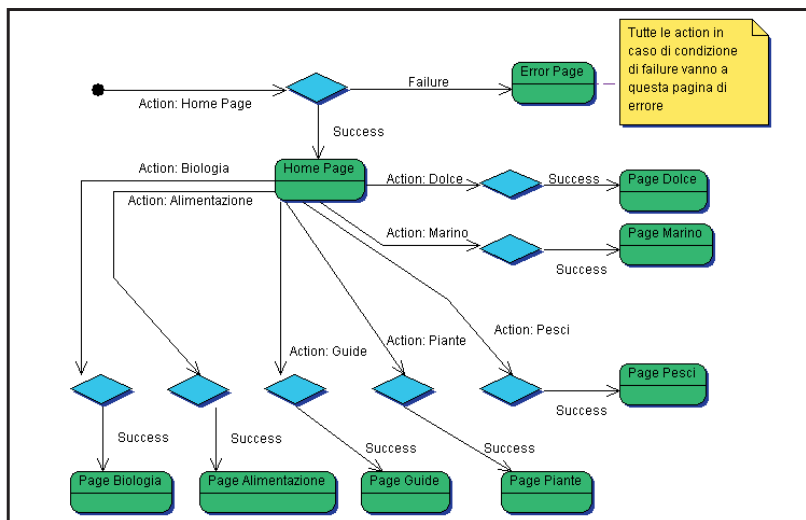 Tutte le action in
caso di condizione
di failure vanno a
questa pagina di
errore
Failure
Error Page
Action: Home Page
Success
Action: Biologia
Home Page
Action: Dolce
Success
Page Dolce
Action: Alimentazione
Action: Marino
Page Marino
Success
Action: Guide
Action: Piante
Action: Pesci
Page Pesci
Success
Success
Success
Success
Success
Page Biologia
Page Alimentazione
Page Guide
Page Piante